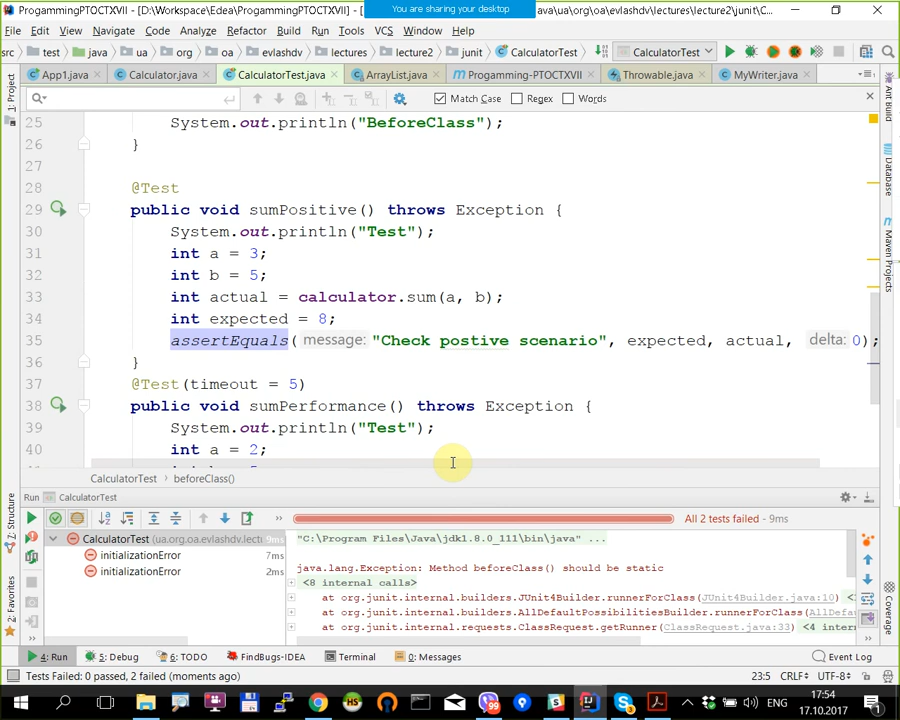 ProgammingPTOCTXVII] - [D:\Workspace\Edea\ProgammingPTOCTXVII] - [
You are sharing your desktop
ava\ua\org\oa\evlashdv\lectures\lecture2\junit\C...
File Edit View Navigate Code Analyze Refactor Build Run Tools VCS Window Help
src test java ua org oa evlashdv lectures lecture2 junit CalculatorTest CalculatorTest
App1.java Calculator.java CalculatorTest.java ArrayList.java Progamming-PTOCTXVII Throwable.java MyWriter.java
Match Case Regex Words
1: Project
Ant Build
Database
Maven Projects
25 System.out.println("BeforeClass");
26 }
27
28 @Test
29 public void sumPositive() throws Exception {
30 System.out.println("Test");
31 int a = 3;
32 int b = 5;
33 int actual = calculator.sum(a, b);
34 int expected = 8;
35 assertEquals( message: "Check postive scenario", expected, actual, delta: 0);
36 }
37 @Test(timeout = 5)
38 public void sumPerformance() throws Exception {
39 System.out.println("Test");
40 int a = 2;
CalculatorTest beforeClass()
Run CalculatorTest
7: Structure
2: Favorites
Coverage
All 2 tests failed - 9ms
CalculatorTest (ua.org.oa.evlashdv.lectu 9ms
initializationError 7ms
initializationError 2ms
"C:\Program Files\Java\jdk1.8.0_111\bin\java" ...
java.lang.Exception: Method beforeClass() should be static
<8 internal calls>
at org.junit.internal.builders.JUnit4Builder.runnerForClass(JUnit4Builder.java:10)
at org.junit.internal.builders.AllDefaultPossibilitiesBuilder.runnerForClass(AllDefa
at org.junit.internal.requests.ClassRequest.getRunner(ClassRequest.java:33) <4 intern
4: Run 5: Debug 6: TODO FindBugs-IDEA Terminal 0: Messages Event Log
Tests Failed: 0 passed, 2 failed (moments ago) 23:5 CRLF UTF-8
ENG
17:54
17.10.2017